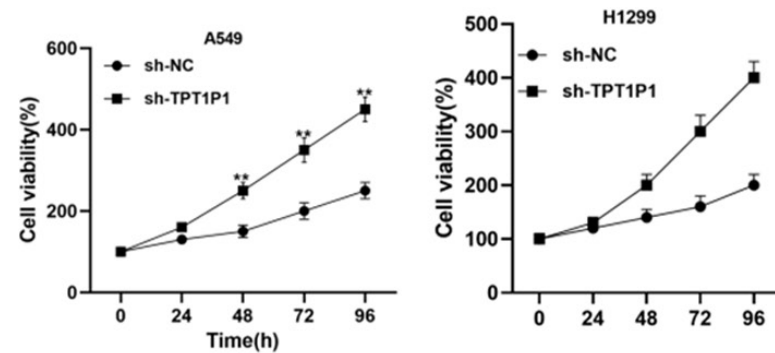 A549
sh-NC
sh-TPT1P1
Cell viability(%)
600
400
200
0
**
**
**
0 24 48 72 96
Time(h)
H1299
sh-NC
sh-TPT1P1
Cell viability(%)
500
400
300
200
100
0
0 24 48 72 96